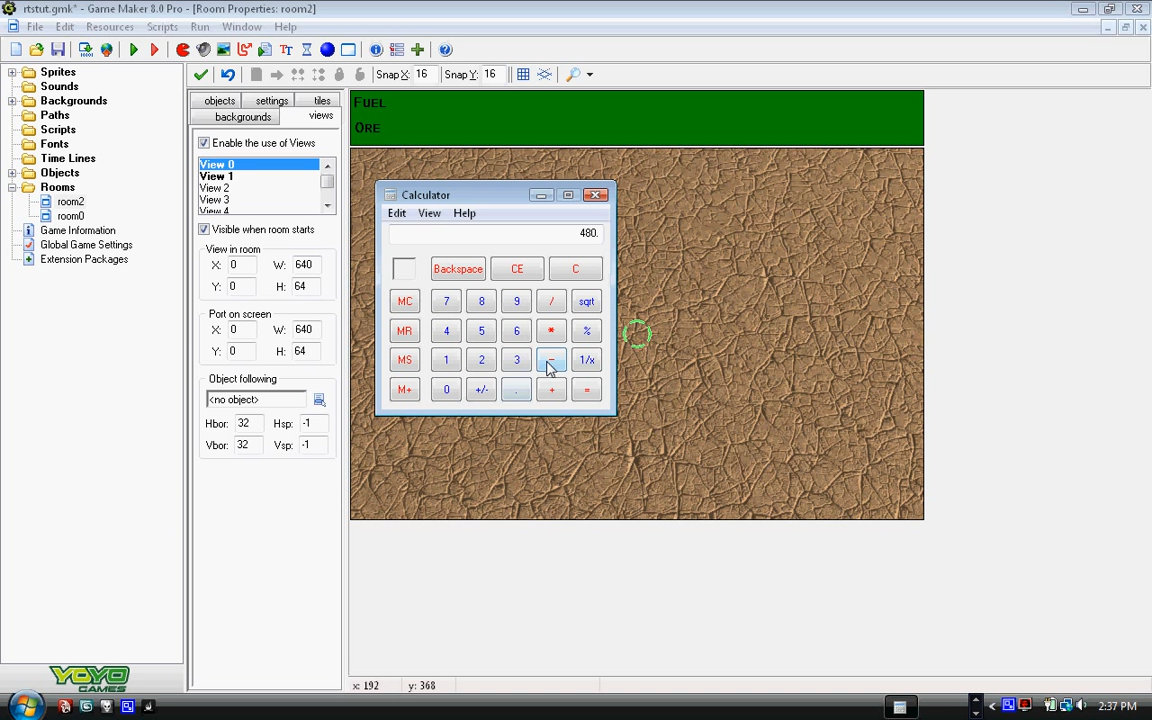 rtstut.gmk* - Game Maker 8.0 Pro - [Room Properties: room2]
File Edit Resources Scripts Run Window Help
Snap X: 16 Snap Y: 16
Sprites
Sounds
Backgrounds
Paths
Scripts
Fonts
Time Lines
Objects
Rooms
room2
room0
Game Information
Global Game Settings
Extension Packages
objects settings tiles
backgrounds views
Enable the use of Views
View 0
View 1
View 2
View 3
View 4
Visible when room starts
View in room
X: 0 W: 640
Y: 0 H: 64
Port on screen
X: 0 W: 640
Y: 0 H: 64
Object following
<no object>
Hbor: 32 Hsp: -1
Vbor: 32 Vsp: -1
FUEL
ORE
Calculator
Edit View Help
480.
Backspace CE C
MC 7 8 9 / sqrt
MR 4 5 6 * %
MS 1 2 3 - 1/x
M+ 0 +/- . + =
YOYO
GAMES
x: 192 y: 368
2:37 PM